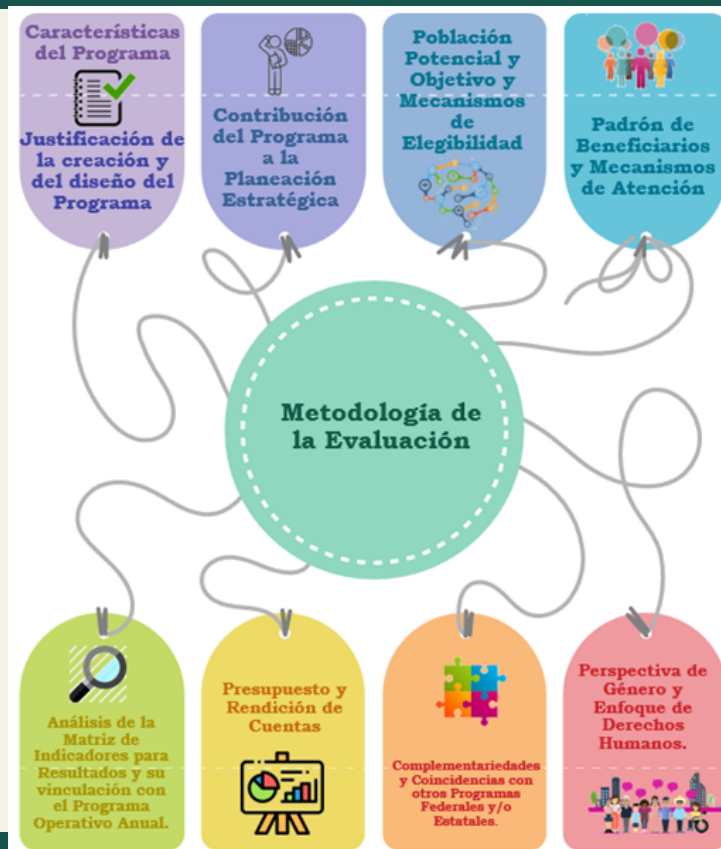 Características
del Programa
Justificación de
la creación y
del diseño del
Programa
Contribución
del Programa
a la
Planeación
Estratégica
Población
Potencial y
Objetivo y
Mecanismos
de
Elegibilidad
Padrón de
Beneficiarios
y Mecanismos
de Atención
Metodología de
la Evaluación
Análisis de la
Matriz de
Indicadores para
Resultados y su
vinculación con
el Programa
Operativo Anual.
Presupuesto y
Rendición de
Cuentas
Complementariedades
y Coincidencias con
otros Programas
Federales y/o
Estatales.
Perspectiva de
Género y
Enfoque de
Derechos
Humanos.